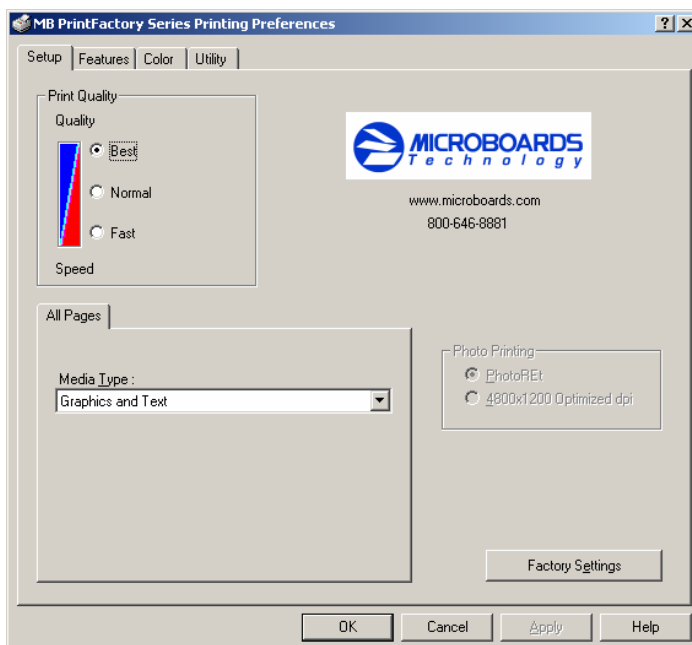 MB PrintFactory Series Printing Preferences
Setup
Features
Color
Utility
Print Quality
Quality
Best
Normal
Fast
Speed
MICROBOARDS
Technology
www.microboards.com
800-646-8881
All Pages
Media Type :
Graphics and Text
Photo Printing
PhotoREt
4800x1200 Optimized dpi
Factory Settings
OK
Cancel
Apply
Help